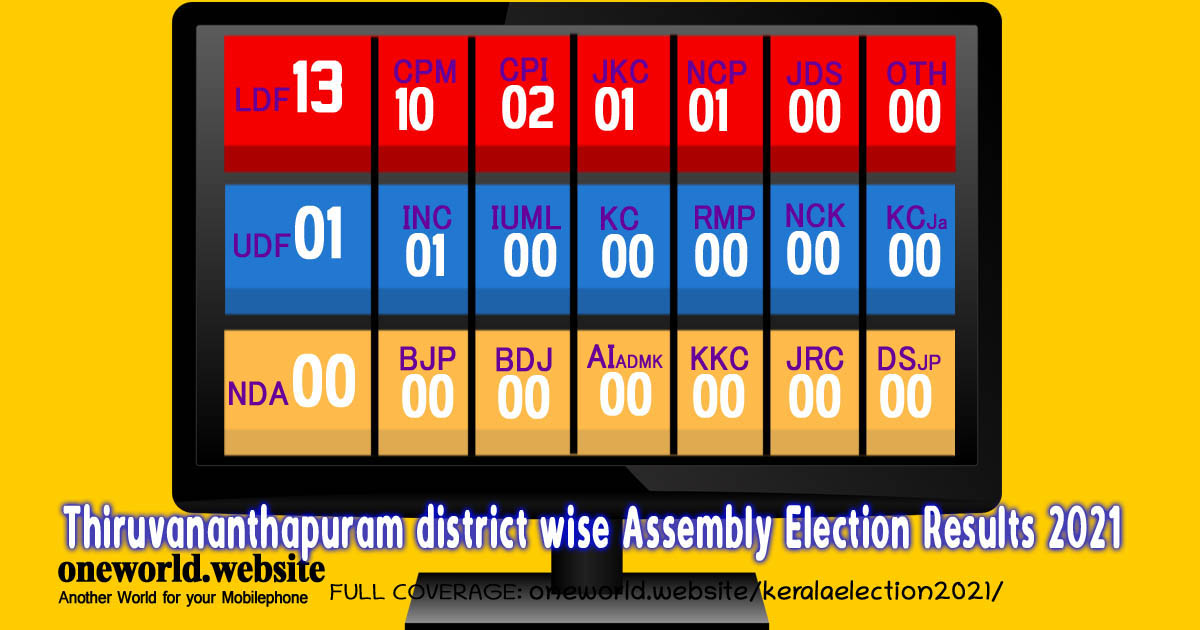 LDF 13 CPM 10 CPI 02 JKC 01 NCP 01 JDS 00 OTH 00
UDF 01 INC 01 IUML 00 KC 00 RMP 00 NCK 00 KCJa 00
NDA 00 BJP 00 BDJ 00 AIADMK 00 KKC 00 JRC 00 DSJP 00
Thiruvananthapuram district wise Assembly Election Results 2021
oneworld.website
Another World for your Mobilephone
FULL COVERAGE: oneworld.website/keralaelection2021/